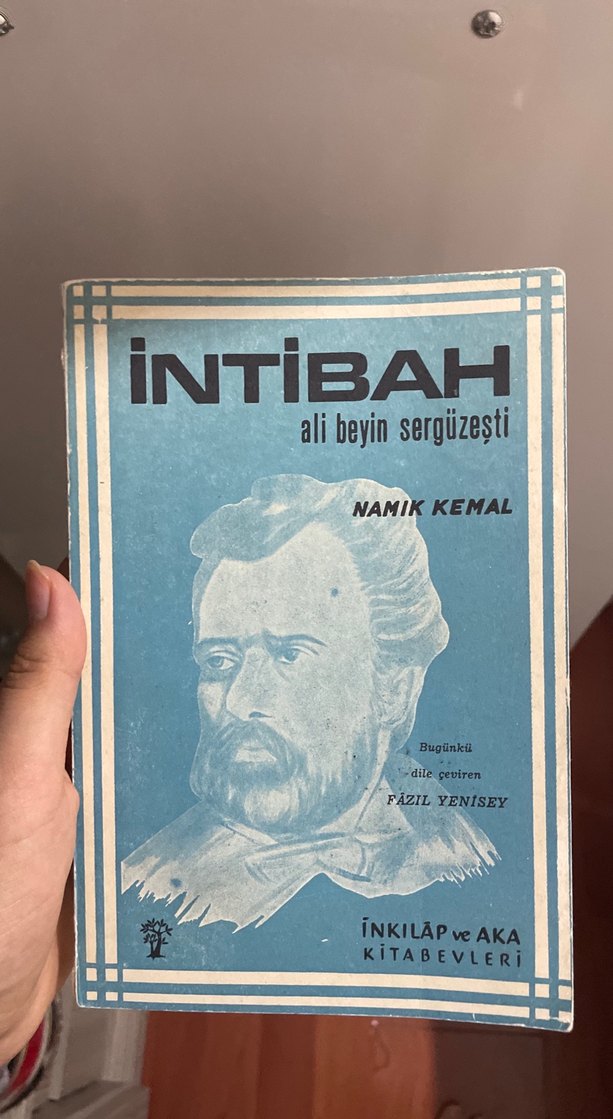 İNTİBAH
ali beyin sergüzeşti
NAMIK KEMAL
Bugünkü
dile çeviren
FÂZIL YENİSEY
İNKILÂP ve AKA
KİTABEVLERİ